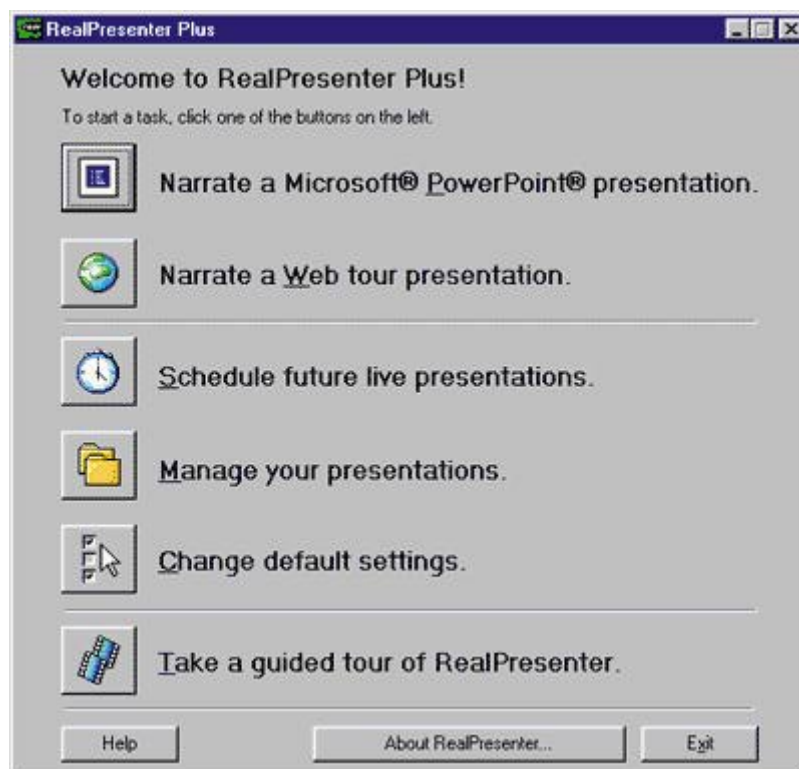 RealPresenter Plus
Welcome to RealPresenter Plus!
To start a task, click one of the buttons on the left.
Narrate a Microsoft® PowerPoint® presentation.
Narrate a Web tour presentation.
Schedule future live presentations.
Manage your presentations.
Change default settings.
Take a guided tour of RealPresenter.
Help
About RealPresenter...
Exit